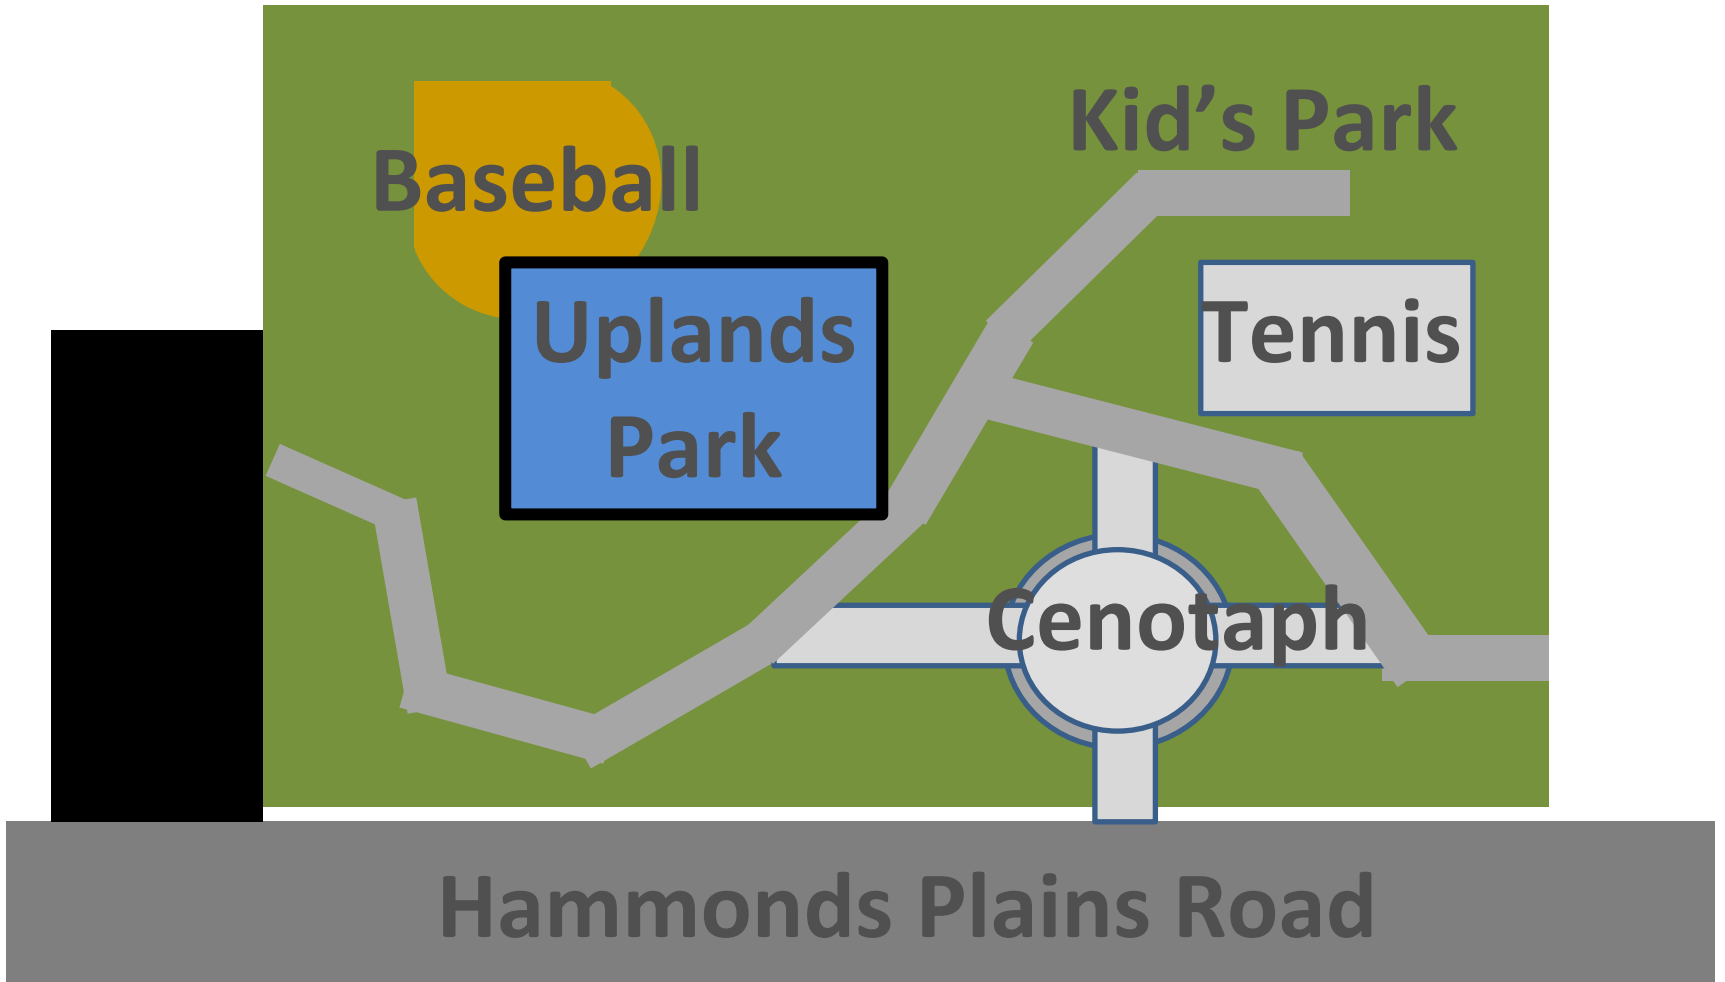 Kid’s Park
Baseball
Uplands
Park
Tennis
Cenotaph
Hammonds Plains Road